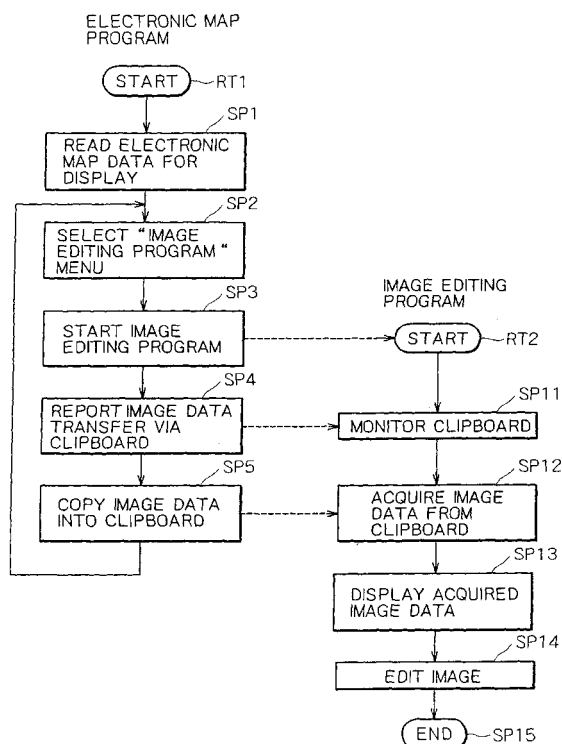 ELECTRONIC MAP
PROGRAM
START
RT1
SP1
READ ELECTRONIC
MAP DATA FOR
DISPLAY
SP2
SELECT "IMAGE
EDITING PROGRAM"
MENU
SP3
START IMAGE
EDITING PROGRAM
SP4
REPORT IMAGE DATA
TRANSFER VIA
CLIPBOARD
SP5
COPY IMAGE DATA
INTO CLIPBOARD
IMAGE EDITING
PROGRAM
START
RT2
SP11
MONITOR CLIPBOARD
SP12
ACQUIRE IMAGE
DATA FROM
CLIPBOARD
SP13
DISPLAY ACQUIRED
IMAGE DATA
SP14
EDIT IMAGE
END
SP15